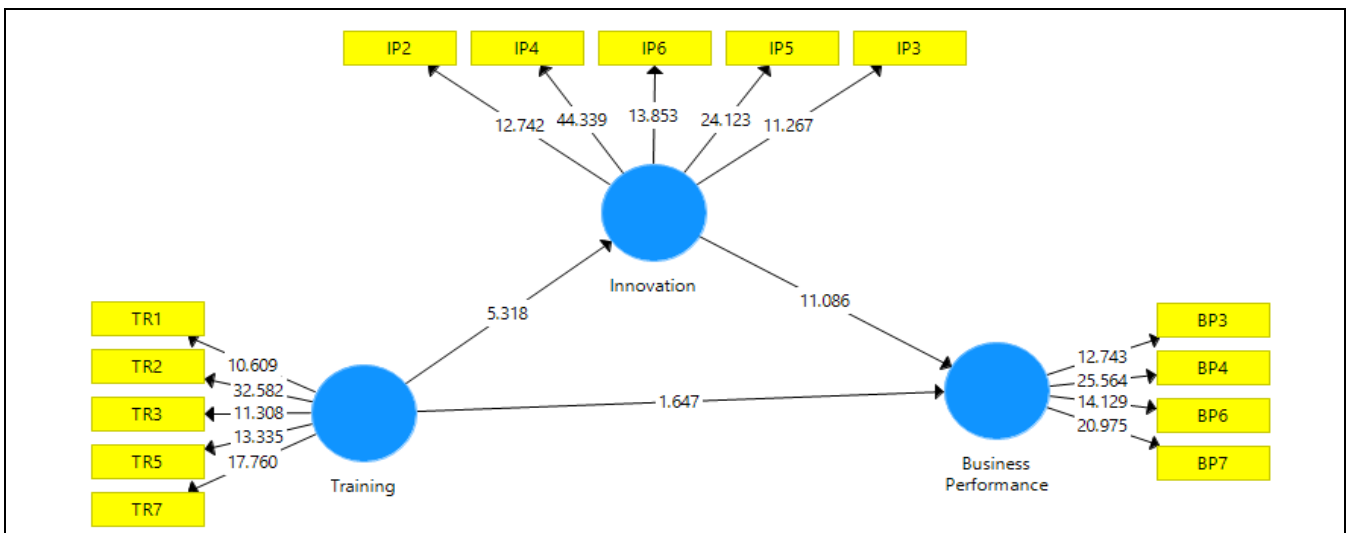 IP2 IP4 IP6 IP5 IP3
12.742 44.339 13.853 24.123 11.267
Innovation
5.318
11.086
1.647
TR1
TR2
TR3
TR5
TR7
10.609
32.582
11.308
13.335
17.760
Training
BP3
BP4
BP6
BP7
12.743
25.564
14.129
20.975
Business
Performance